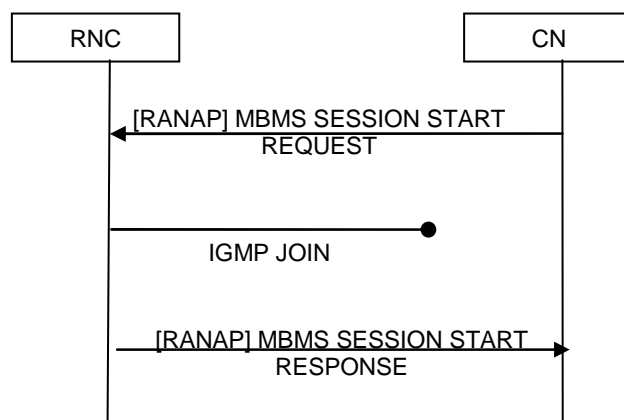 RNC
CN
[RANAP] MBMS SESSION START
REQUEST
IGMP JOIN
[RANAP] MBMS SESSION START
RESPONSE